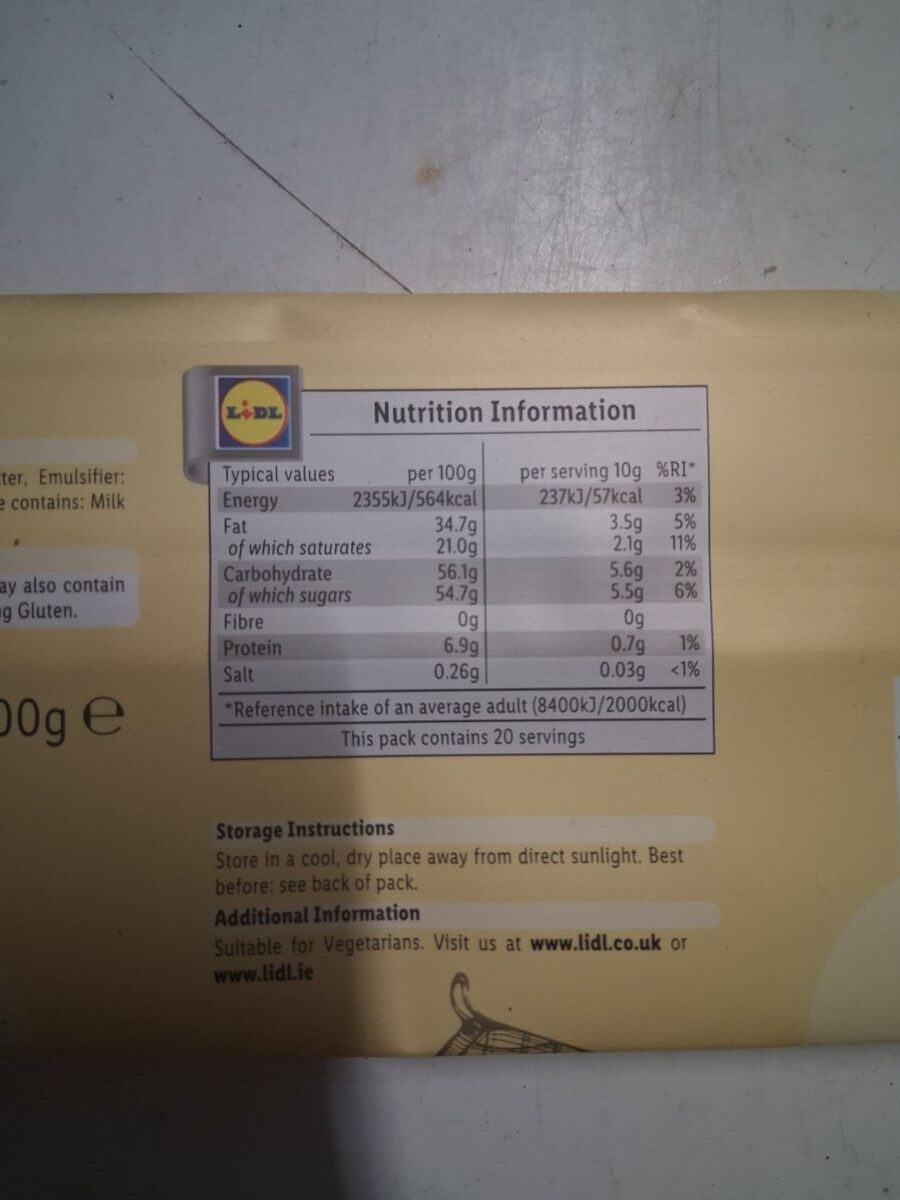 ter, Emulsifier:
contains: Milk
ay also contain
g Gluten.
00g e
LIDL
Nutrition Information
Typical values per 100g per serving 10g %RI*
Energy 2355kJ/564kcal 237kJ/57kcal 3%
Fat 34.7g 3.5g 5%
of which saturates 21.0g 2.1g 11%
Carbohydrate 56.1g 5.6g 2%
of which sugars 54.7g 5.5g 6%
Fibre 0g 0g
Protein 6.9g 0.7g 1%
Salt 0.26g 0.03g <1%
*Reference intake of an average adult (8400kJ/2000kcal)
This pack contains 20 servings
Storage Instructions
Store in a cool, dry place away from direct sunlight. Best
before: see back of pack.
Additional Information
Suitable for Vegetarians. Visit us at www.lidl.co.uk or
www.lidl.ie